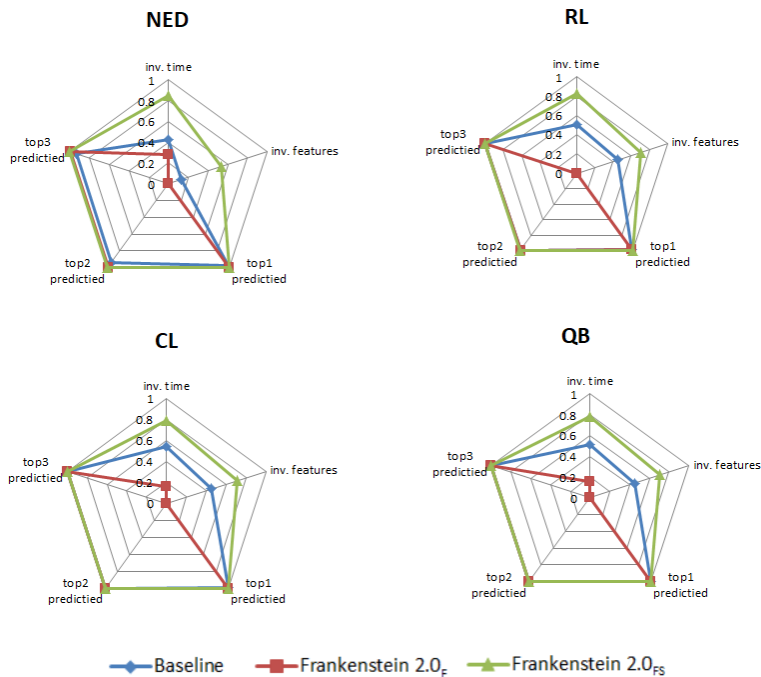 NED
inv. time
1
0.8
0.6
0.4
0.2
0
inv. features
top1
predictied
top2
predictied
top3
predictied
RL
inv. time
1
0.8
0.6
0.4
0.2
0
inv. features
top1
predictied
top2
predictied
top3
predictied
CL
inv. time
1
0.8
0.6
0.4
0.2
0
inv. features
top1
predictied
top2
predictied
top3
predictied
QB
inv. time
1
0.8
0.6
0.4
0.2
0
inv. features
top1
predictied
top2
predictied
top3
predictied
Baseline
Frankenstein 2.0F
Frankenstein 2.0FS